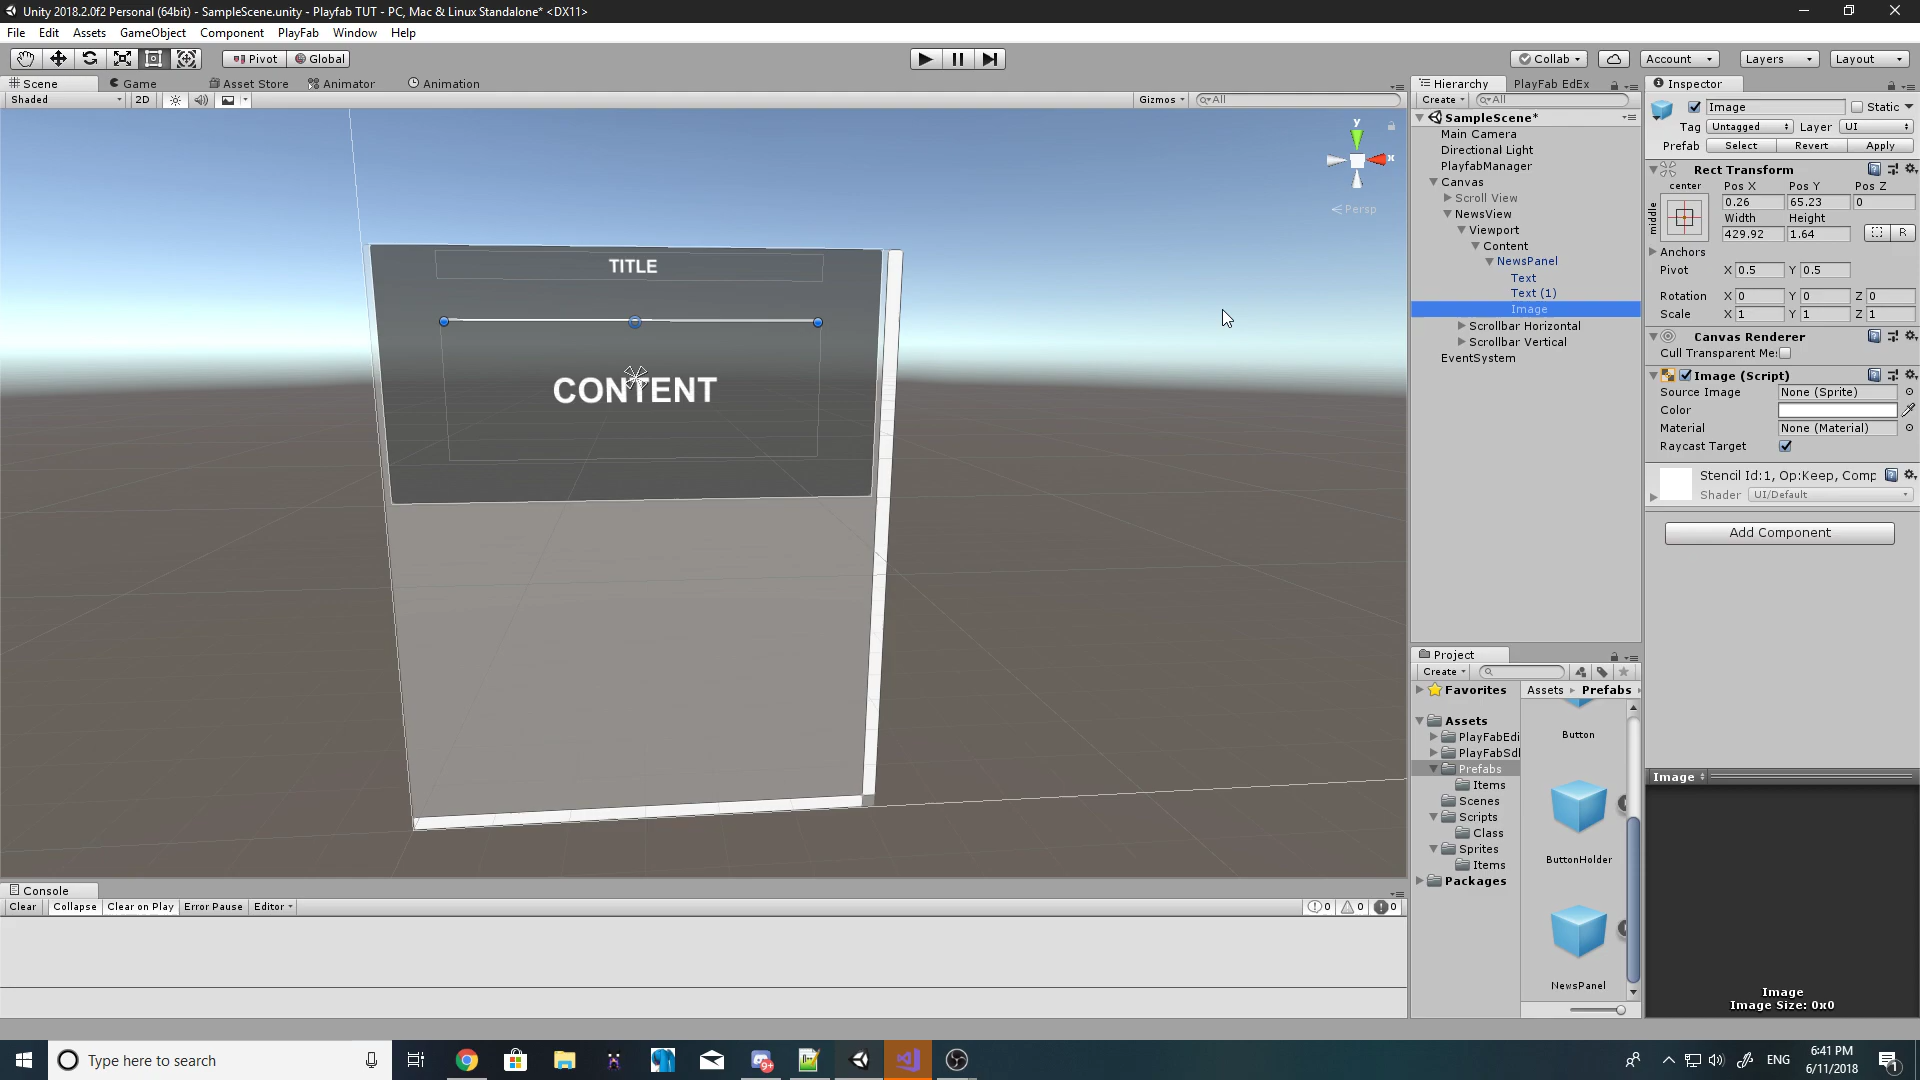 Unity 2018.2.0f2 Personal (64bit) - SampleScene.unity - Playfab TUT - PC, Mac & Linux Standalone* <DX11>
File Edit Assets GameObject Component PlayFab Window Help
Pivot Global Collab Account Layers Layout
Scene Game Asset Store Animator Animation
Shaded 2D Gizmos All
y
x
Persp
TITLE
CONTENT
Hierarchy PlayFab EdEx
Create All
SampleScene*
Main Camera
Directional Light
PlayfabManager
Canvas
Scroll View
NewsView
Viewport
Content
NewsPanel
Text
Text (1)
Image
Scrollbar Horizontal
Scrollbar Vertical
EventSystem
Inspector
Image Static
Tag Untagged Layer UI
Prefab Select Revert Apply
Rect Transform
center Pos X Pos Y Pos Z
middle 0.26 65.23 0
Width Height
429.92 1.64 R
Anchors
Pivot X 0.5 Y 0.5
Rotation X 0 Y 0 Z 0
Scale X 1 Y 1 Z 1
Canvas Renderer
Cull Transparent Me:
Image (Script)
Source Image None (Sprite)
Color
Material None (Material)
Raycast Target
Stencil Id:1, Op:Keep, Comp
Shader UI/Default
Add Component
Project
Create
Favorites
Assets
PlayFabEdi
PlayFabSdl
Prefabs
Items
Scenes
Scripts
Class
Sprites
Items
Packages
Assets Prefabs
Button
ButtonHolder
NewsPanel
Image
Image
Image Size: 0x0
Console
Clear Collapse Clear on Play Error Pause Editor 0 0 0
Type here to search
9+
ENG
6:41 PM
6/11/2018
1